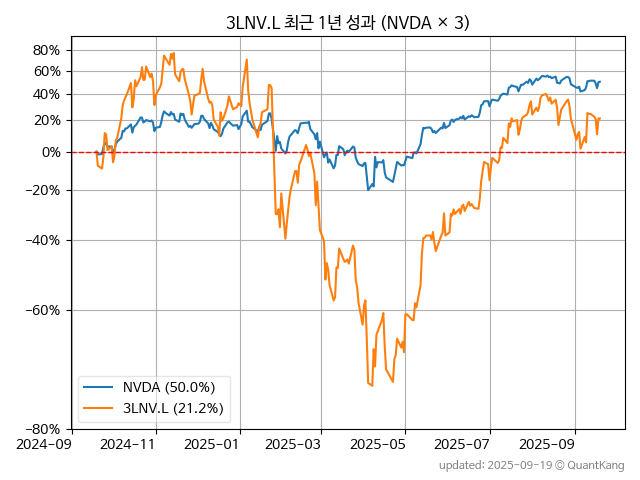 3LNV.L 최근 1년 성과 (NVDA × 3)
80%
60%
40%
20%
0%
−20%
−40%
−60%
−80%
NVDA (50.0%)
3LNV.L (21.2%)
2024-09 2024-11 2025-01 2025-03 2025-05 2025-07 2025-09
updated: 2025-09-19 © QuantKang